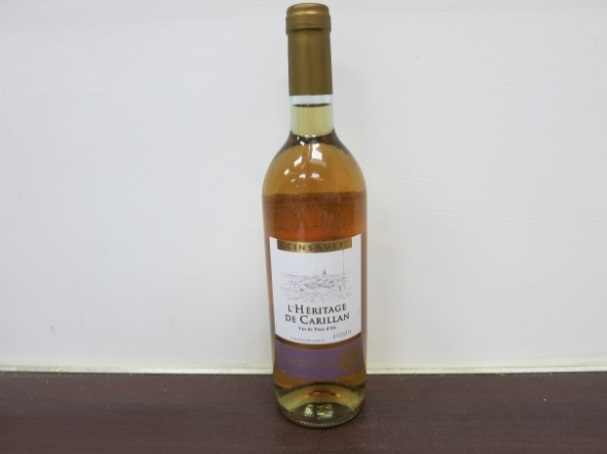 CINSAULT
L'HÉRITAGE
DE CARILLAN
Vin de Pays d'Oc